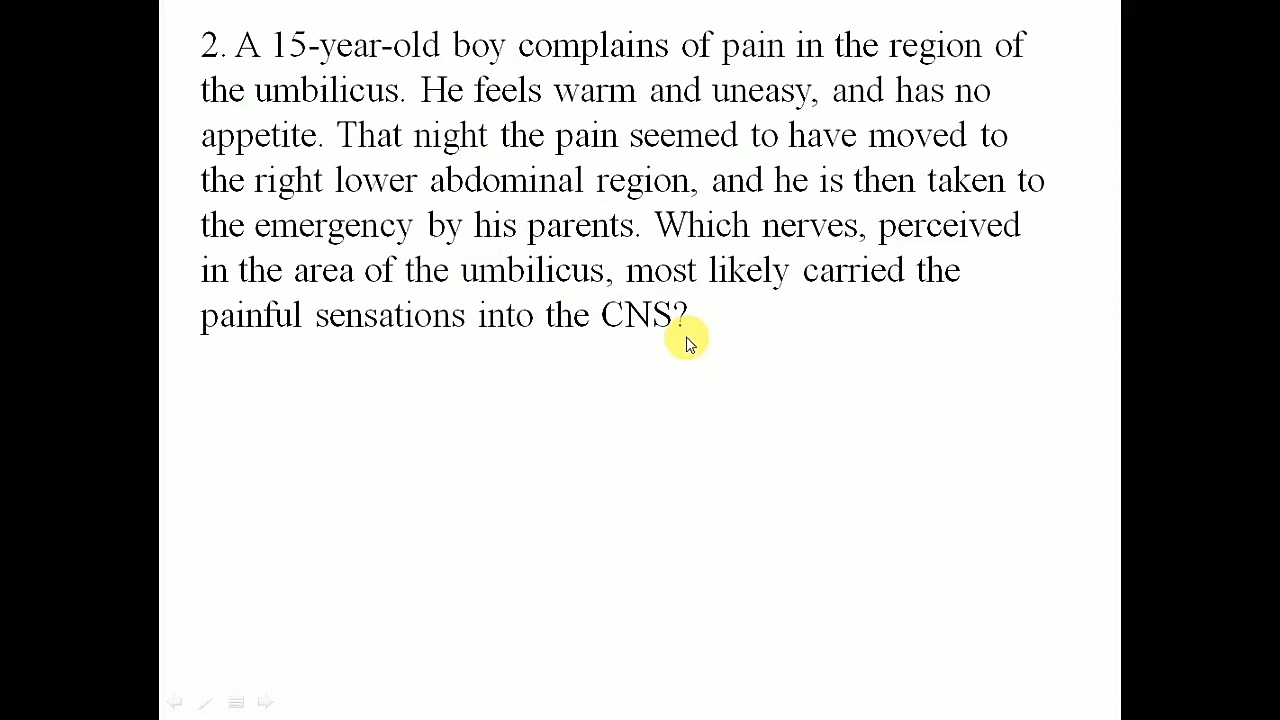 2. A 15-year-old boy complains of pain in the region of
the umbilicus. He feels warm and uneasy, and has no
appetite. That night the pain seemed to have moved to
the right lower abdominal region, and he is then taken to
the emergency by his parents. Which nerves, perceived
in the area of the umbilicus, most likely carried the
painful sensations into the CNS?